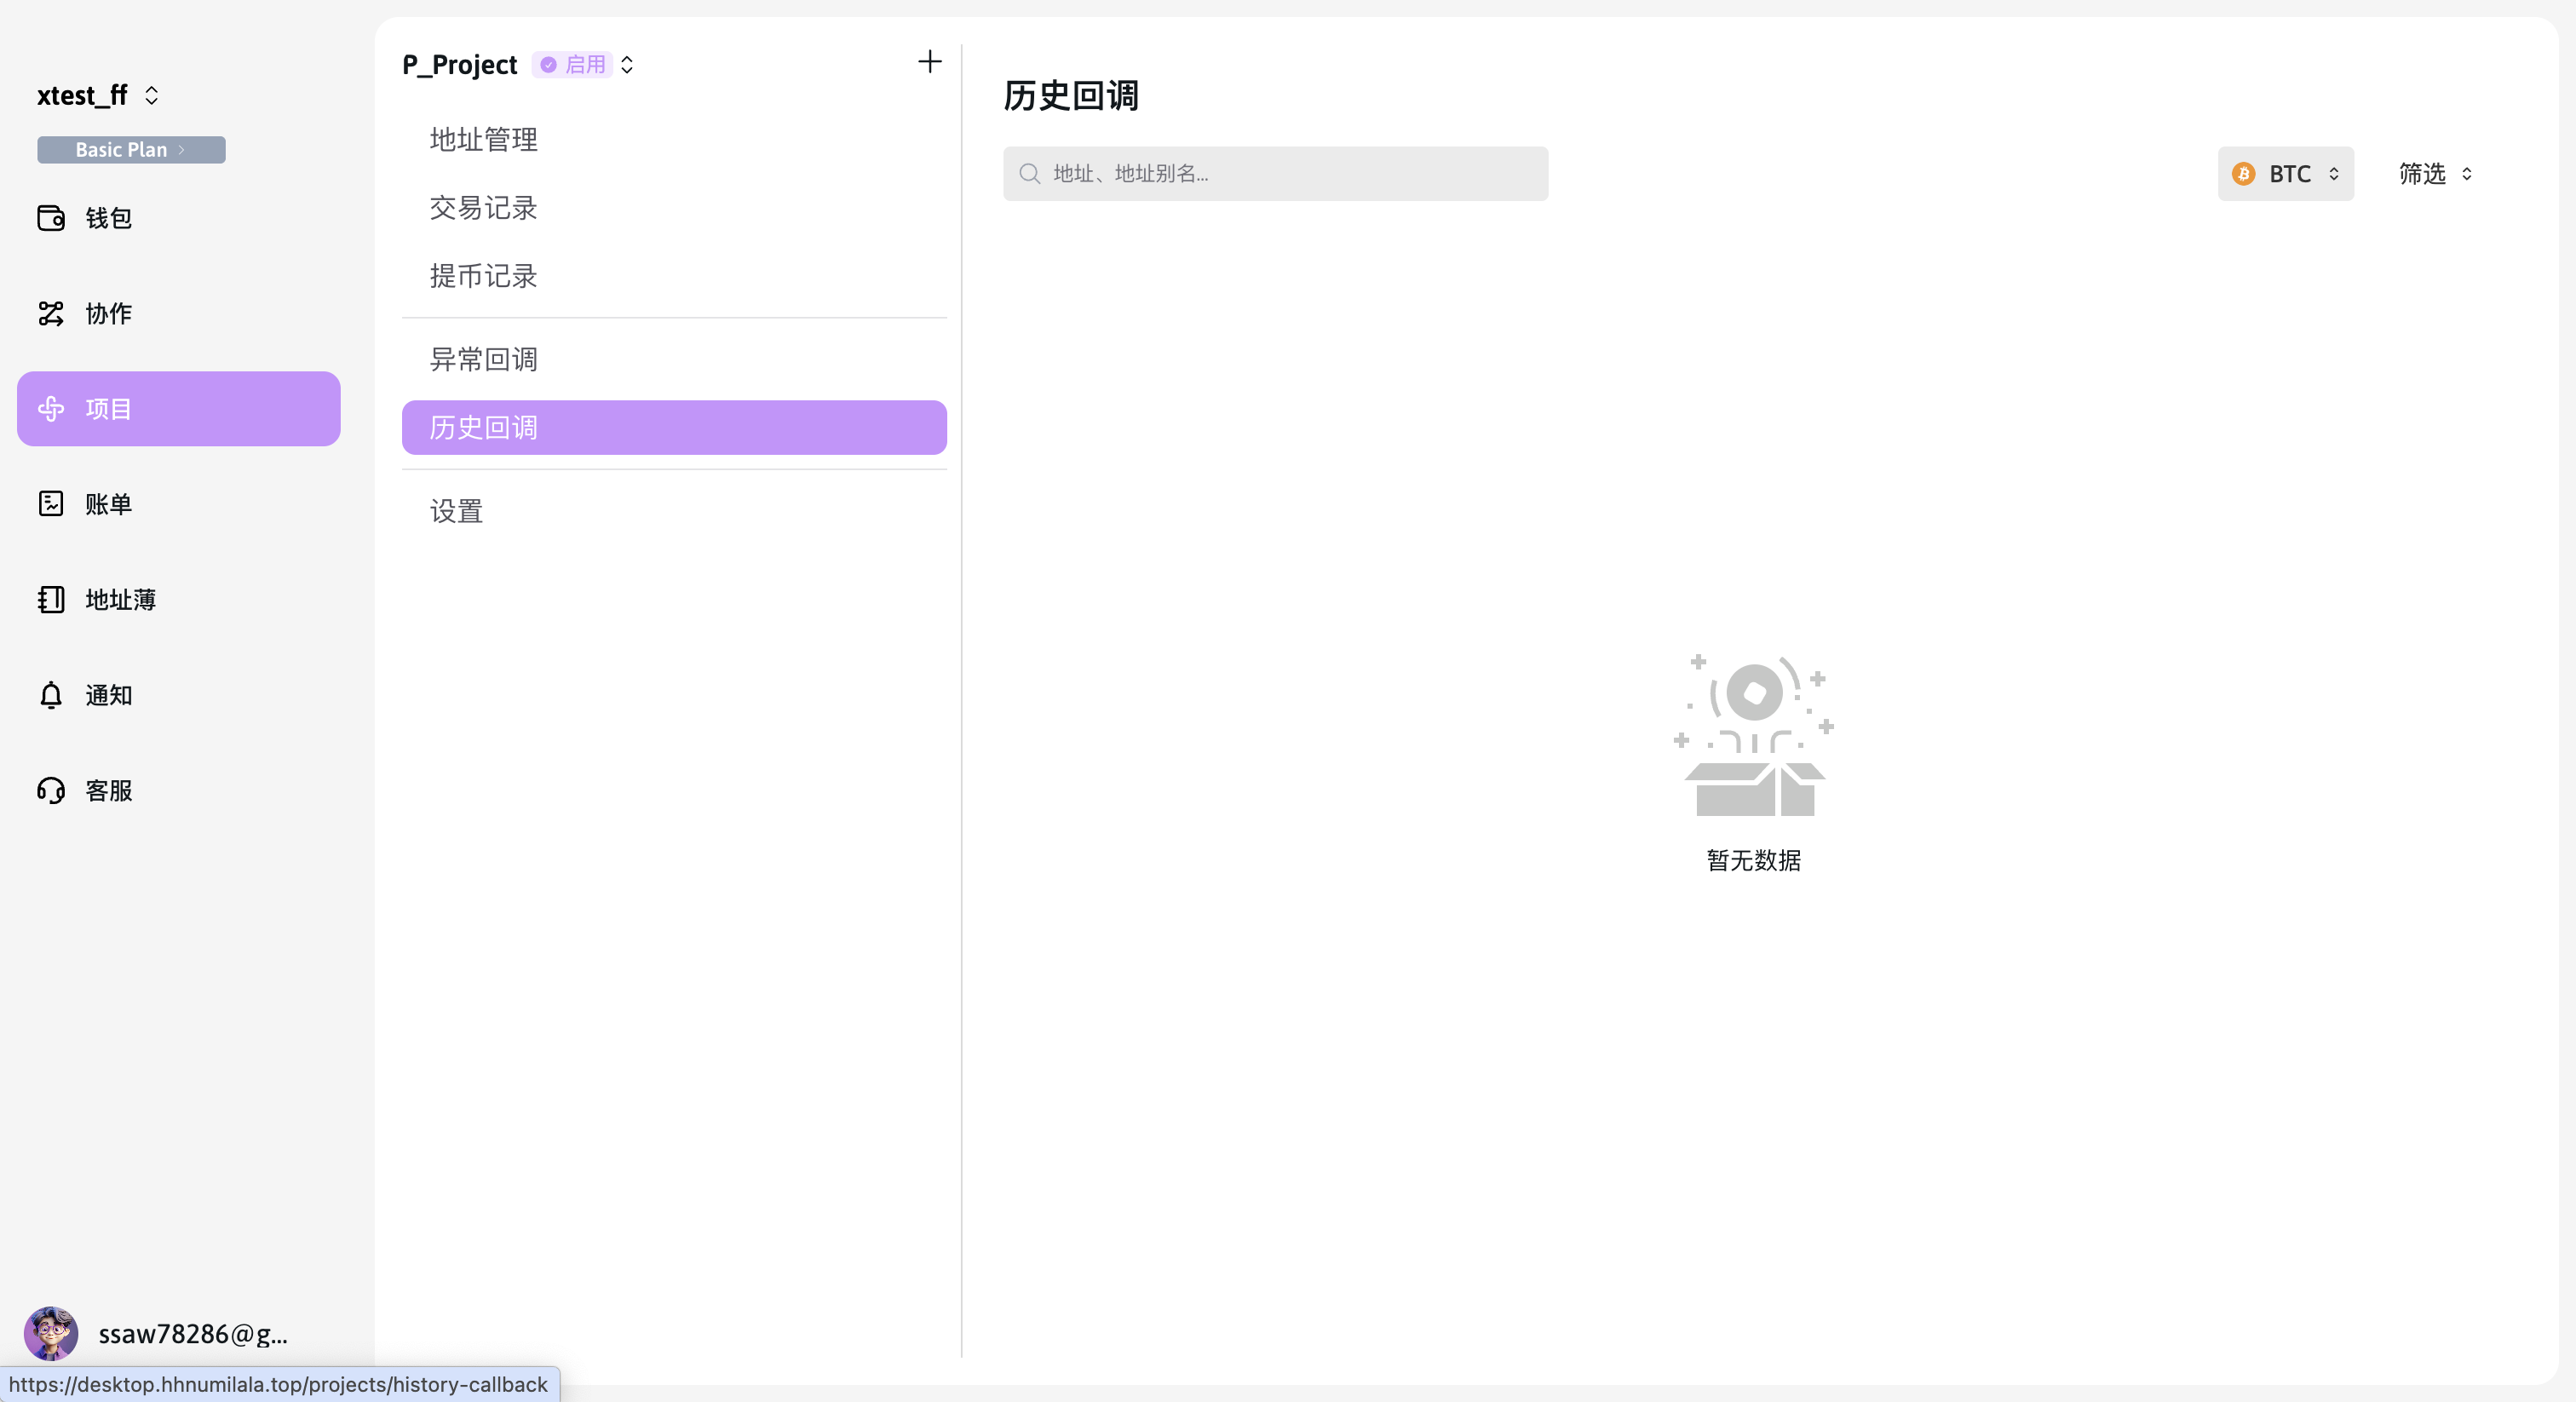 xtest_ff
Basic Plan
钱包
协作
项目
账单
地址薄
通知
客服
ssaw78286@g...
https://desktop.hhnumilala.top/projects/history-callback
P_Project 启用
地址管理
交易记录
提币记录
异常回调
历史回调
设置
历史回调
地址、地址别名...
BTC 筛选
暂无数据